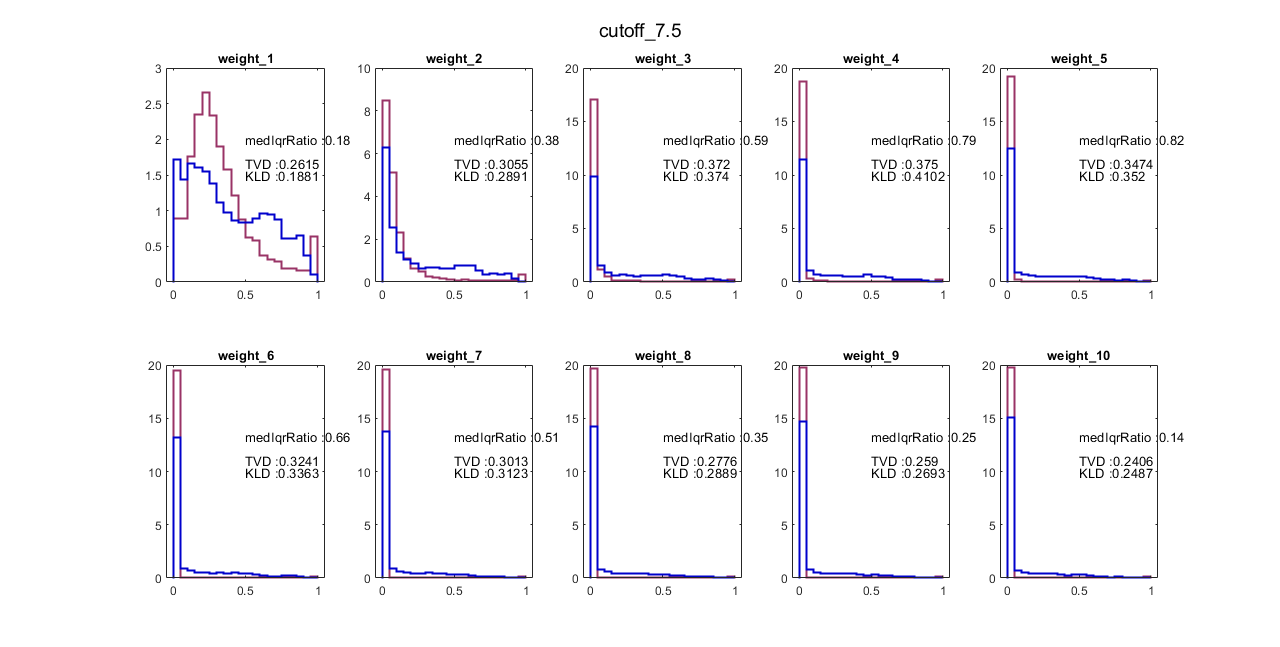 cutoff_7.5
weight_1
3
2.5
2
1.5
1
0.5
0
0
0.5
1
medIqrRatio :0.18
TVD :0.2615
KLD :0.1881
weight_2
10
8
6
4
2
0
0
0.5
1
medIqrRatio :0.38
TVD :0.3055
KLD :0.2891
weight_3
20
15
10
5
0
0
0.5
1
medIqrRatio :0.59
TVD :0.372
KLD :0.374
weight_4
20
15
10
5
0
0
0.5
1
medIqrRatio :0.79
TVD :0.375
KLD :0.4102
weight_5
20
15
10
5
0
0
0.5
1
medIqrRatio :0.82
TVD :0.3474
KLD :0.352
weight_6
20
15
10
5
0
0
0.5
1
medIqrRatio :0.66
TVD :0.3241
KLD :0.3363
weight_7
20
15
10
5
0
0
0.5
1
medIqrRatio :0.51
TVD :0.3013
KLD :0.3123
weight_8
20
15
10
5
0
0
0.5
1
medIqrRatio :0.35
TVD :0.2776
KLD :0.2889
weight_9
20
15
10
5
0
0
0.5
1
medIqrRatio :0.25
TVD :0.259
KLD :0.2693
weight_10
20
15
10
5
0
0
0.5
1
medIqrRatio :0.14
TVD :0.2406
KLD :0.2487